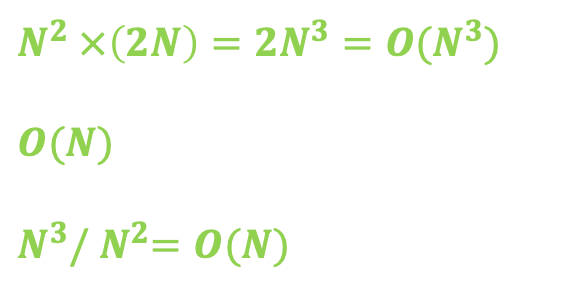 N² ×(2N) = 2N³ = O(N³)
O(N)
N³/ N²= O(N)